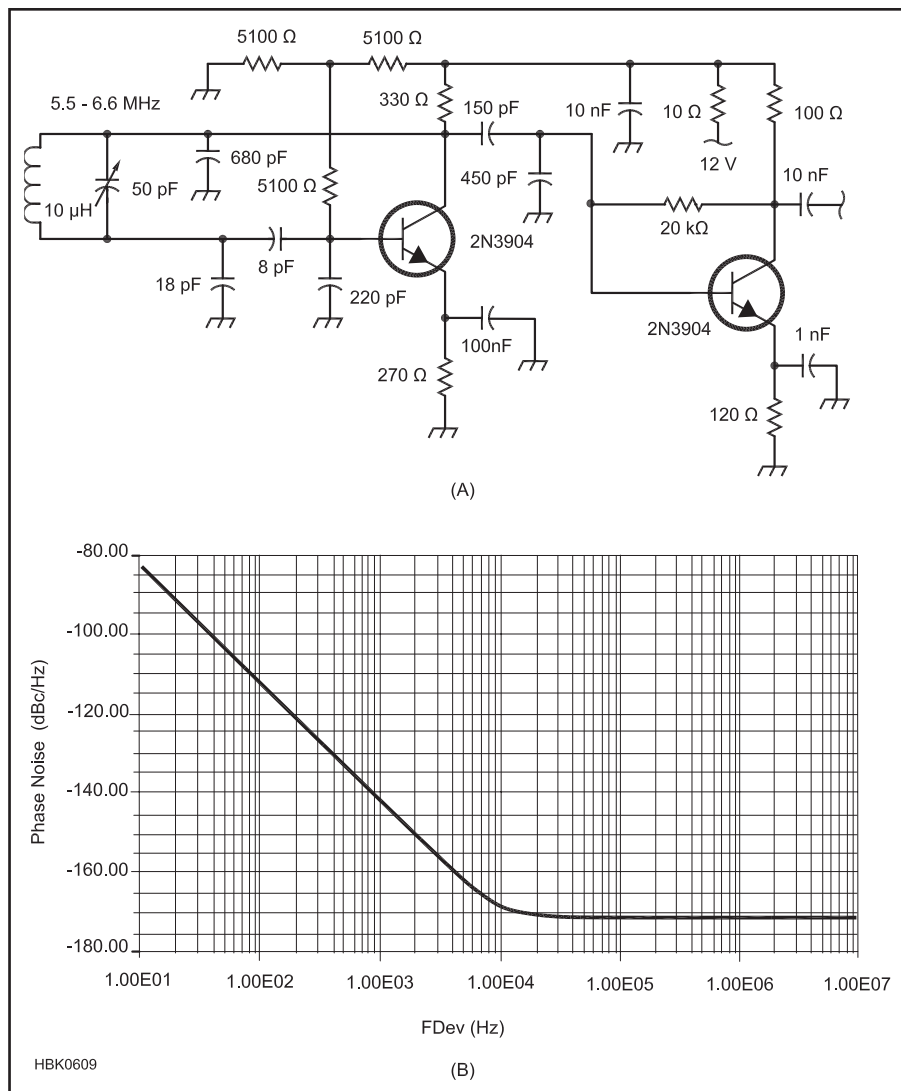 5100 Ω 5100 Ω
5.5 - 6.6 MHz
330 Ω
150 pF
10 nF
10 Ω
100 Ω
12 V
680 pF
50 pF
10 µH
5100 Ω
450 pF
10 nF
20 kΩ
2N3904
18 pF
8 pF
220 pF
100nF
270 Ω
2N3904
1 nF
120 Ω
(A)
Phase Noise (dBc/Hz)
-80.00
-100.00
-120.00
-140.00
-160.00
-180.00
1.00E01 1.00E02 1.00E03 1.00E04 1.00E05 1.00E06 1.00E07
FDev (Hz)
HBK0609
(B)